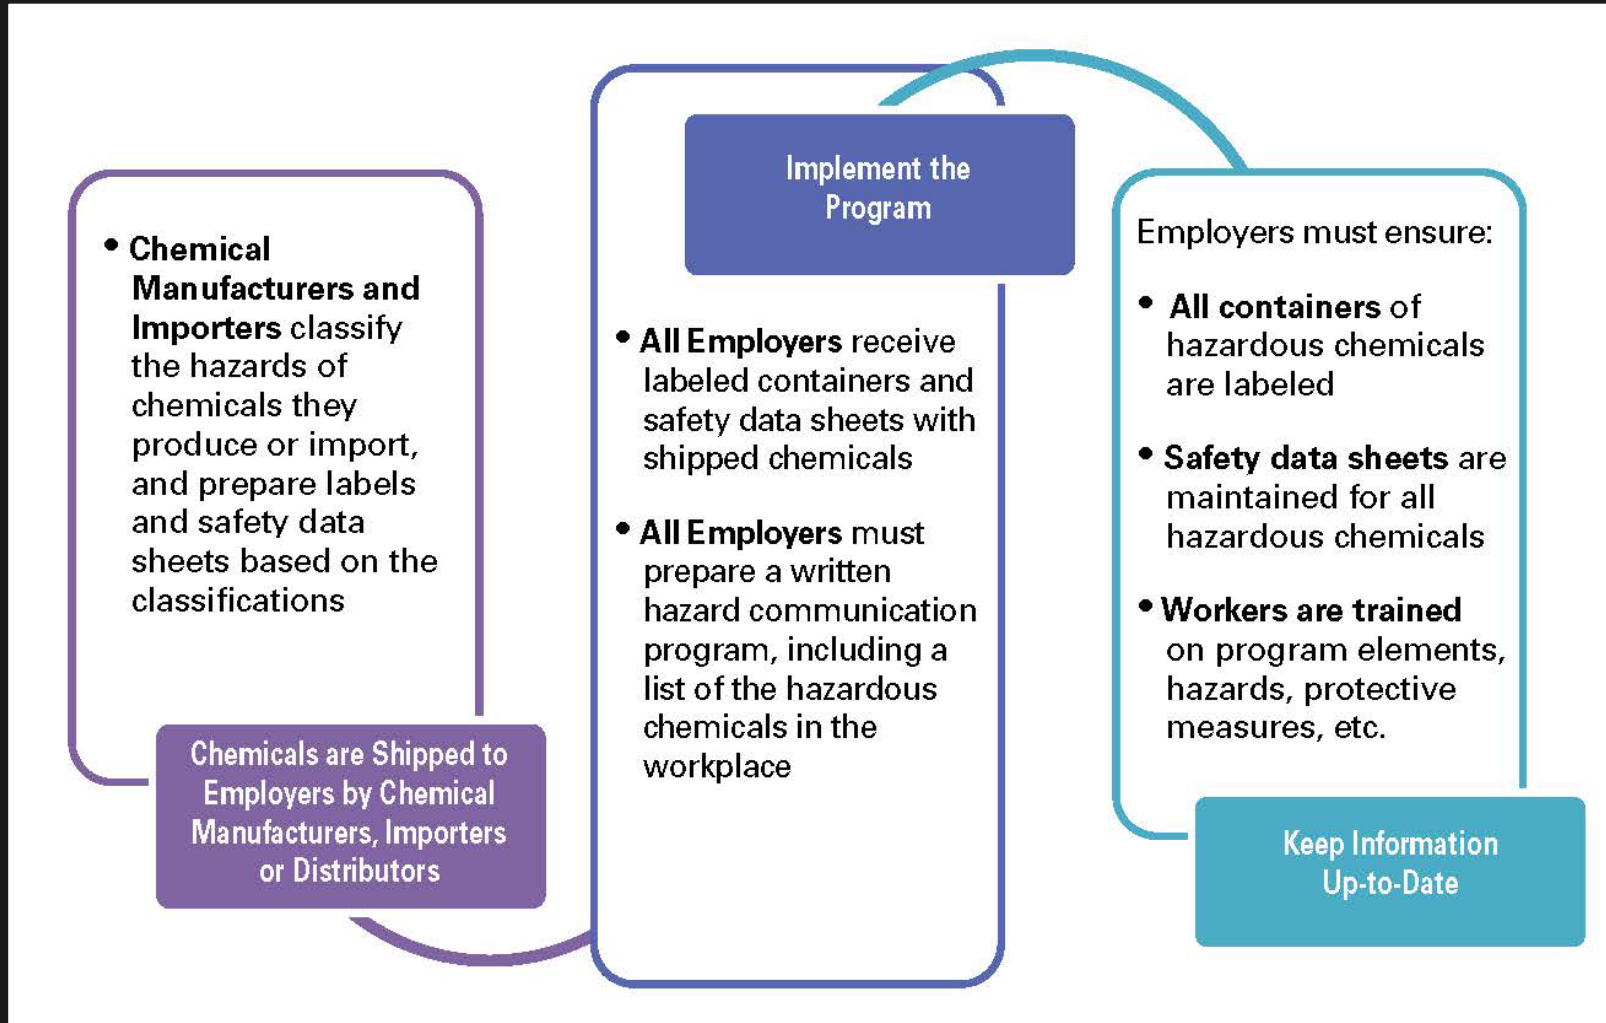 • Chemical
Manufacturers and
Importers classify
the hazards of
chemicals they
produce or import,
and prepare labels
and safety data
sheets based on the
classifications
Chemicals are Shipped to
Employers by Chemical
Manufacturers, Importers
or Distributors
Implement the
Program
• All Employers receive
labeled containers and
safety data sheets with
shipped chemicals
• All Employers must
prepare a written
hazard communication
program, including a
list of the hazardous
chemicals in the
workplace
Employers must ensure:
• All containers of
hazardous chemicals
are labeled
• Safety data sheets are
maintained for all
hazardous chemicals
• Workers are trained
on program elements,
hazards, protective
measures, etc.
Keep Information
Up-to-Date